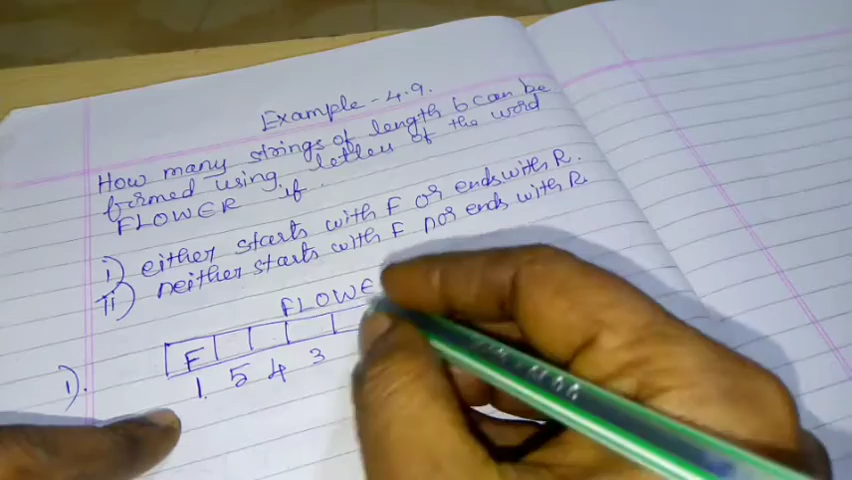 Example - 4.9.
How many strings of length 6 can be
formed using letters of the word
FLOWER if
i) either starts with F or ends with R.
ii) neither starts with F nor ends with R.
FLOWE
i). F
1 5 4 3